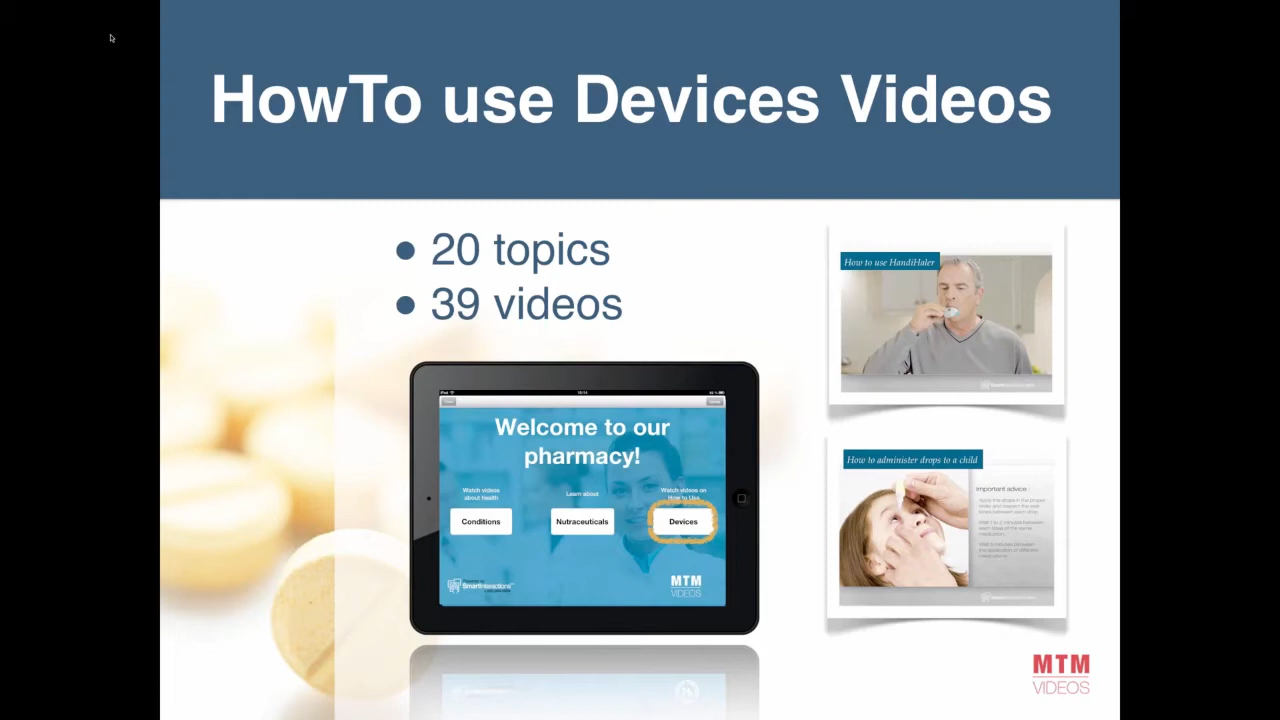 HowTo use Devices Videos
• 20 topics
• 39 videos
How to use HandiHaler
Welcome to our
pharmacy!
Watch videos
about health
Conditions
Learn about
Nutraceuticals
Watch videos on
How to Use
Devices
SmartInteractions
MTM
VIDEOS
How to administer drops to a child
important advice :
MTM
VIDEOS